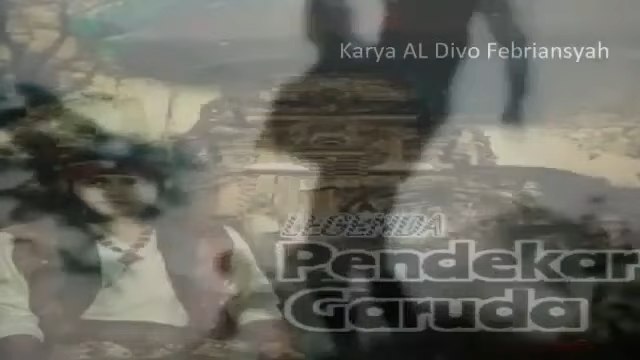 Karya AL Divo Febriansyah
LEGENDA
Pendekar
Garuda